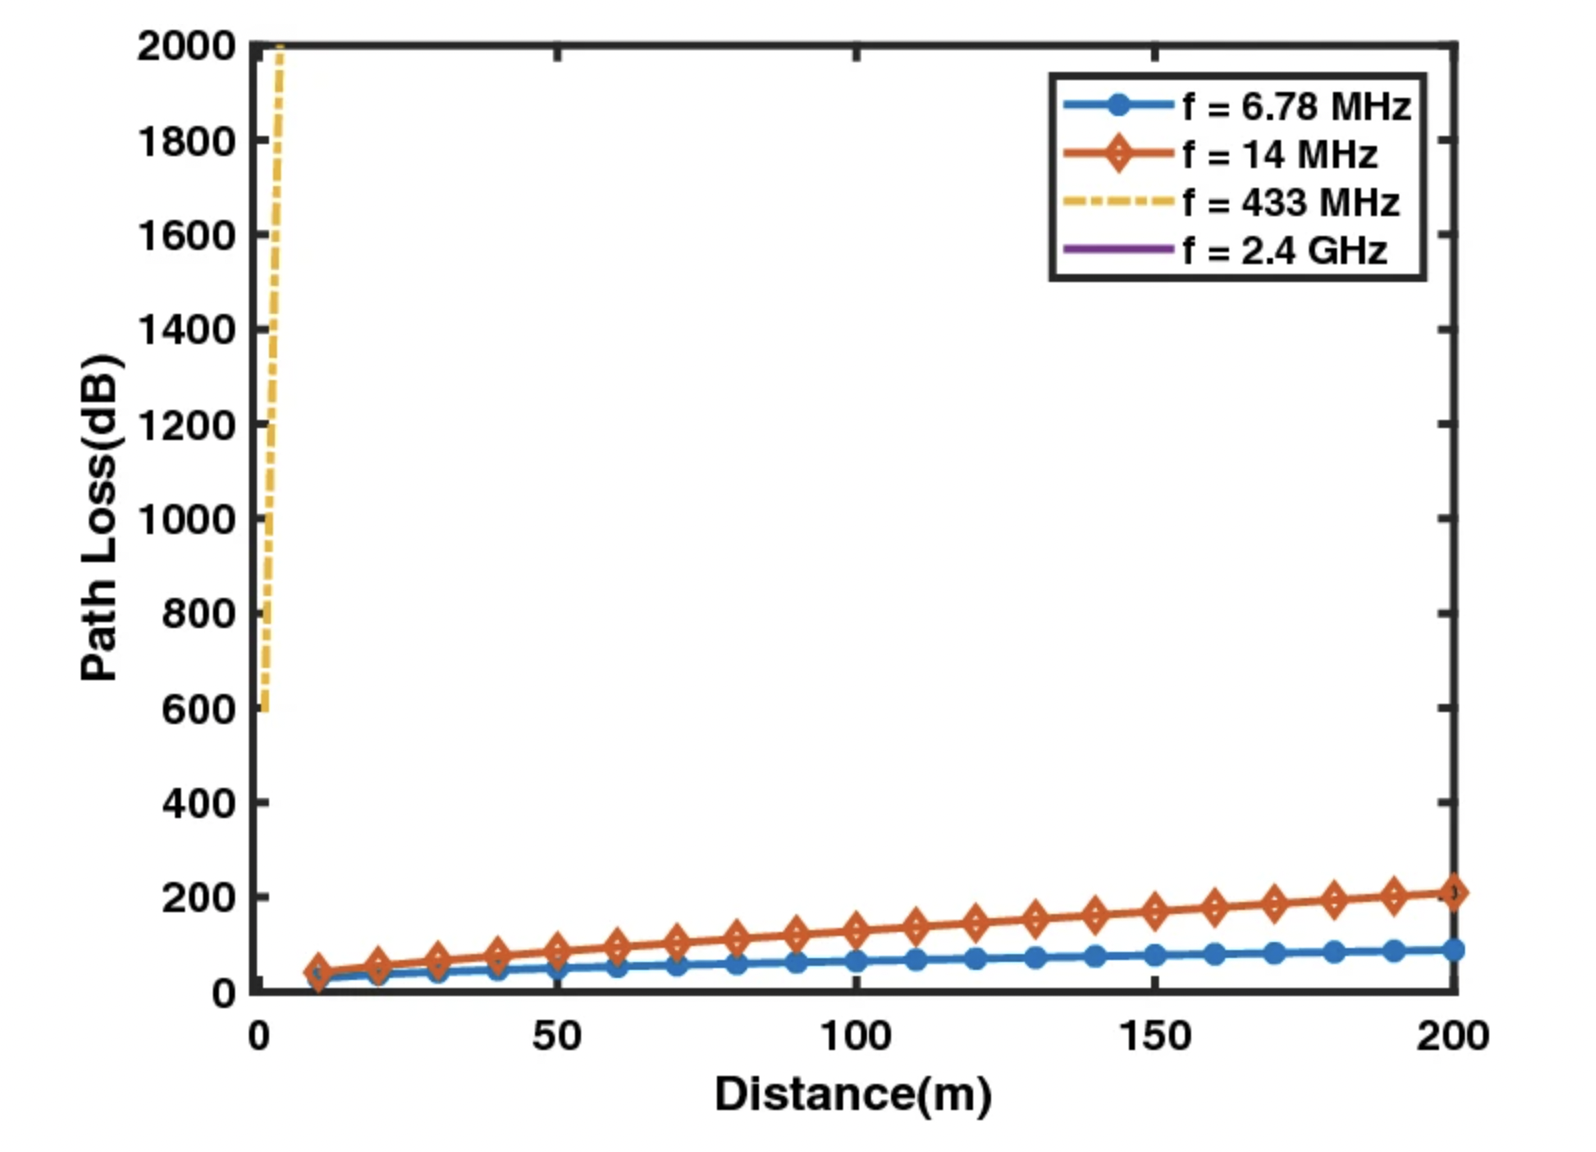 2000
1800
1600
1400
1200
1000
800
600
400
200
0
Path Loss(dB)
f = 6.78 MHz
f = 14 MHz
f = 433 MHz
f = 2.4 GHz
0 50 100 150 200
Distance(m)